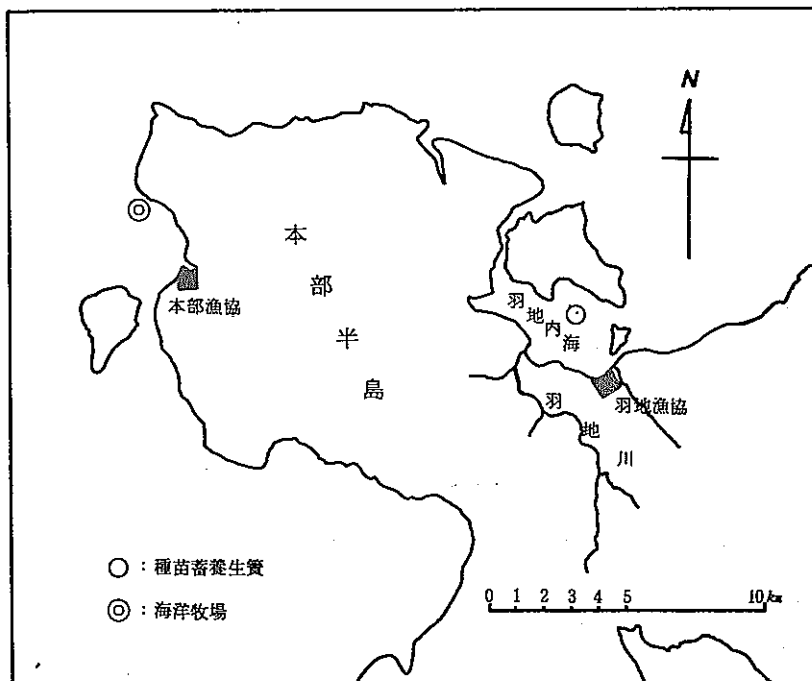 N
本部半島
本部漁協
羽地内海
羽地漁協
羽地川
○ : 種苗蓄養生簀
◎ : 海洋牧場
0 1 2 3 4 5 10km